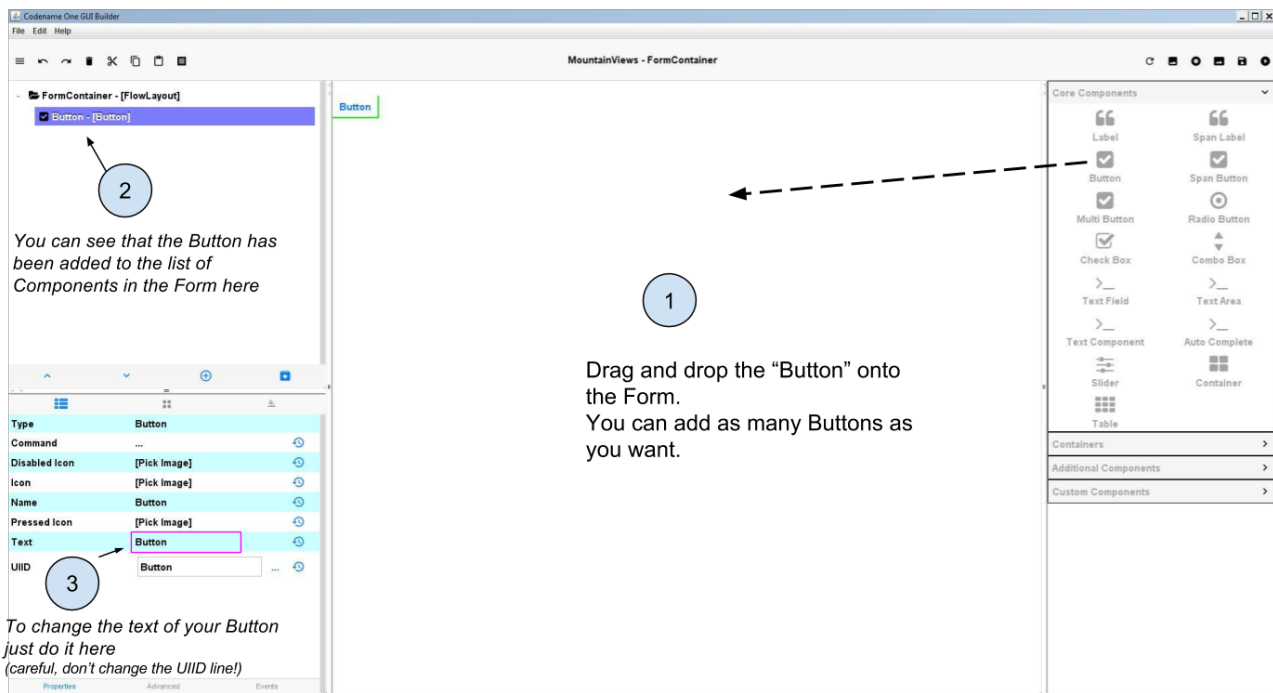 Codename One GUI Builder
File Edit Help
MountainViews - FormContainer
FormContainer - [FlowLayout]
Button - [Button]
2
You can see that the Button has
been added to the list of
Components in the Form here
Type Button
Command ...
Disabled Icon [Pick Image]
Icon [Pick Image]
Name Button
Pressed Icon [Pick Image]
Text Button
UIID Button ...
3
To change the text of your Button
just do it here
(careful, don't change the UIID line!)
Properties Advanced Events
Button
1
Drag and drop the “Button” onto
the Form.
You can add as many Buttons as
you want.
Core Components
Label Span Label
Button Span Button
Multi Button Radio Button
Check Box Combo Box
Text Field Text Area
Text Component Auto Complete
Slider Container
Table
Containers
Additional Components
Custom Components